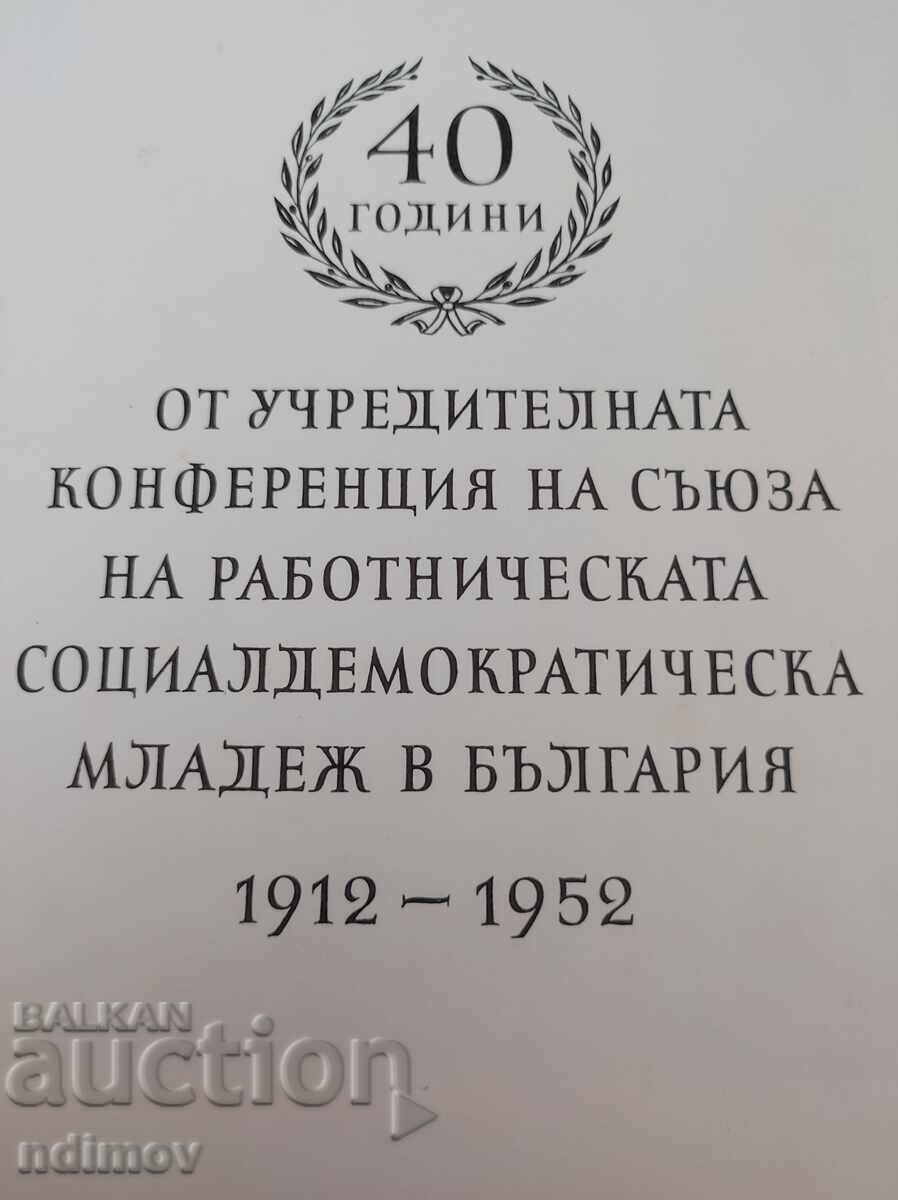 40
ГОДИНИ
ОТ УЧРЕДИТЕЛНАТА
КОНФЕРЕНЦИЯ НА СЪЮЗА
НА РАБОТНИЧЕСКАТА
СОЦИАЛДЕМОКРАТИЧЕСКА
МЛАДЕЖ В БЪЛГАРИЯ
1912 – 1952
BALKAN
auction
ndimov